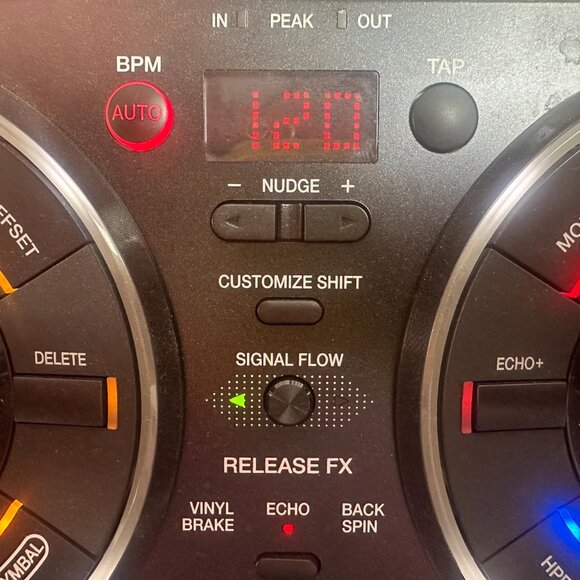 IN PEAK OUT
BPM
TAP
AUTO
120
- NUDGE +
CUSTOMIZE SHIFT
DELETE
SIGNAL FLOW
ECHO+
RELEASE FX
VINYL BRAKE
ECHO
BACK SPIN